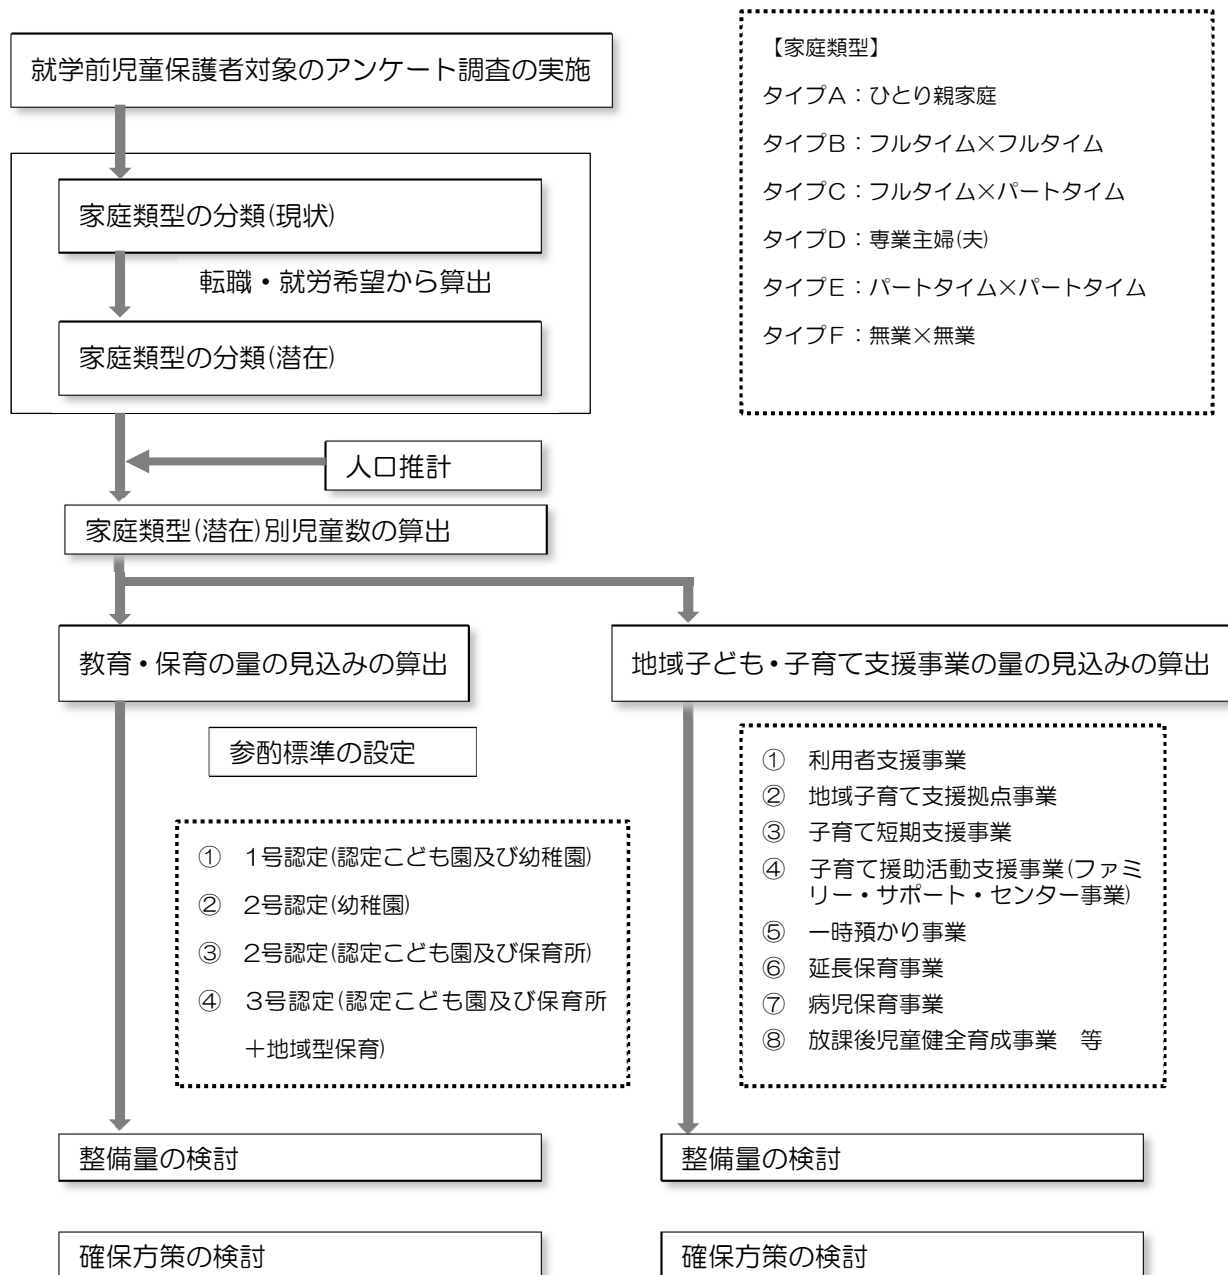 就学前児童保護者対象のアンケート調査の実施
家庭類型の分類(現状)
転職・就労希望から算出
家庭類型の分類(潜在)
【家庭類型】
タイプA：ひとり親家庭
タイプB：フルタイム×フルタイム
タイプC：フルタイム×パートタイム
タイプD：専業主婦(夫)
タイプE：パートタイム×パートタイム
タイプF：無業×無業
人口推計
家庭類型(潜在)別児童数の算出
教育・保育の量の見込みの算出
参酌標準の設定
① 1号認定(認定こども園及び幼稚園)
② 2号認定(幼稚園)
③ 2号認定(認定こども園及び保育所)
④ 3号認定(認定こども園及び保育所
＋地域型保育)
整備量の検討
確保方策の検討
地域子ども・子育て支援事業の量の見込みの算出
① 利用者支援事業
② 地域子育て支援拠点事業
③ 子育て短期支援事業
④ 子育て援助活動支援事業(ファミ
リー・サポート・センター事業)
⑤ 一時預かり事業
⑥ 延長保育事業
⑦ 病児保育事業
⑧ 放課後児童健全育成事業　等
整備量の検討
確保方策の検討